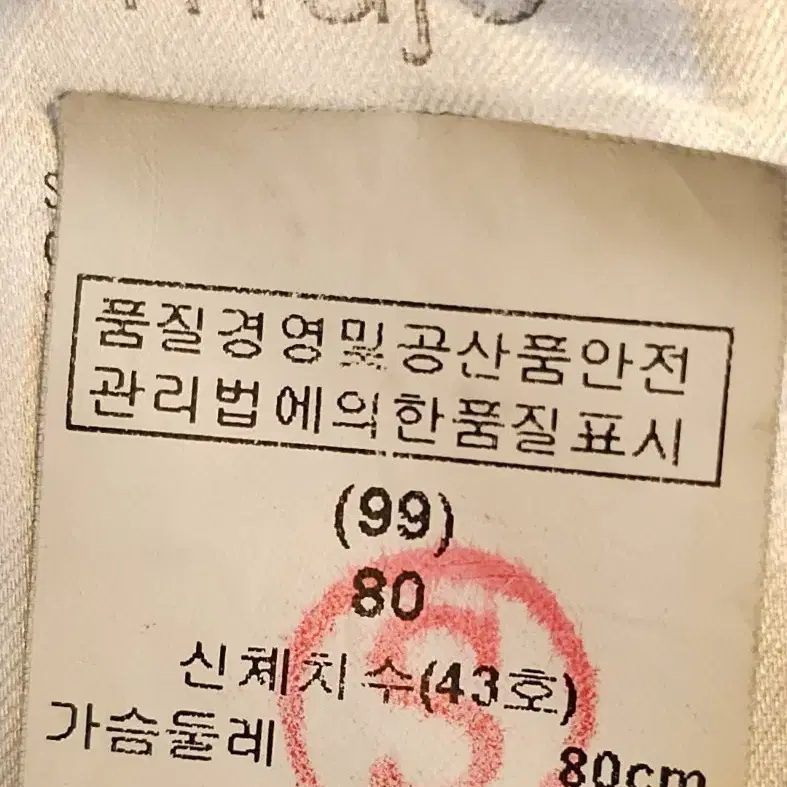 품질경영및공산품안전
관리법에의한품질표시
(99)
80
신체치수(43호)
가슴둘레
80cm